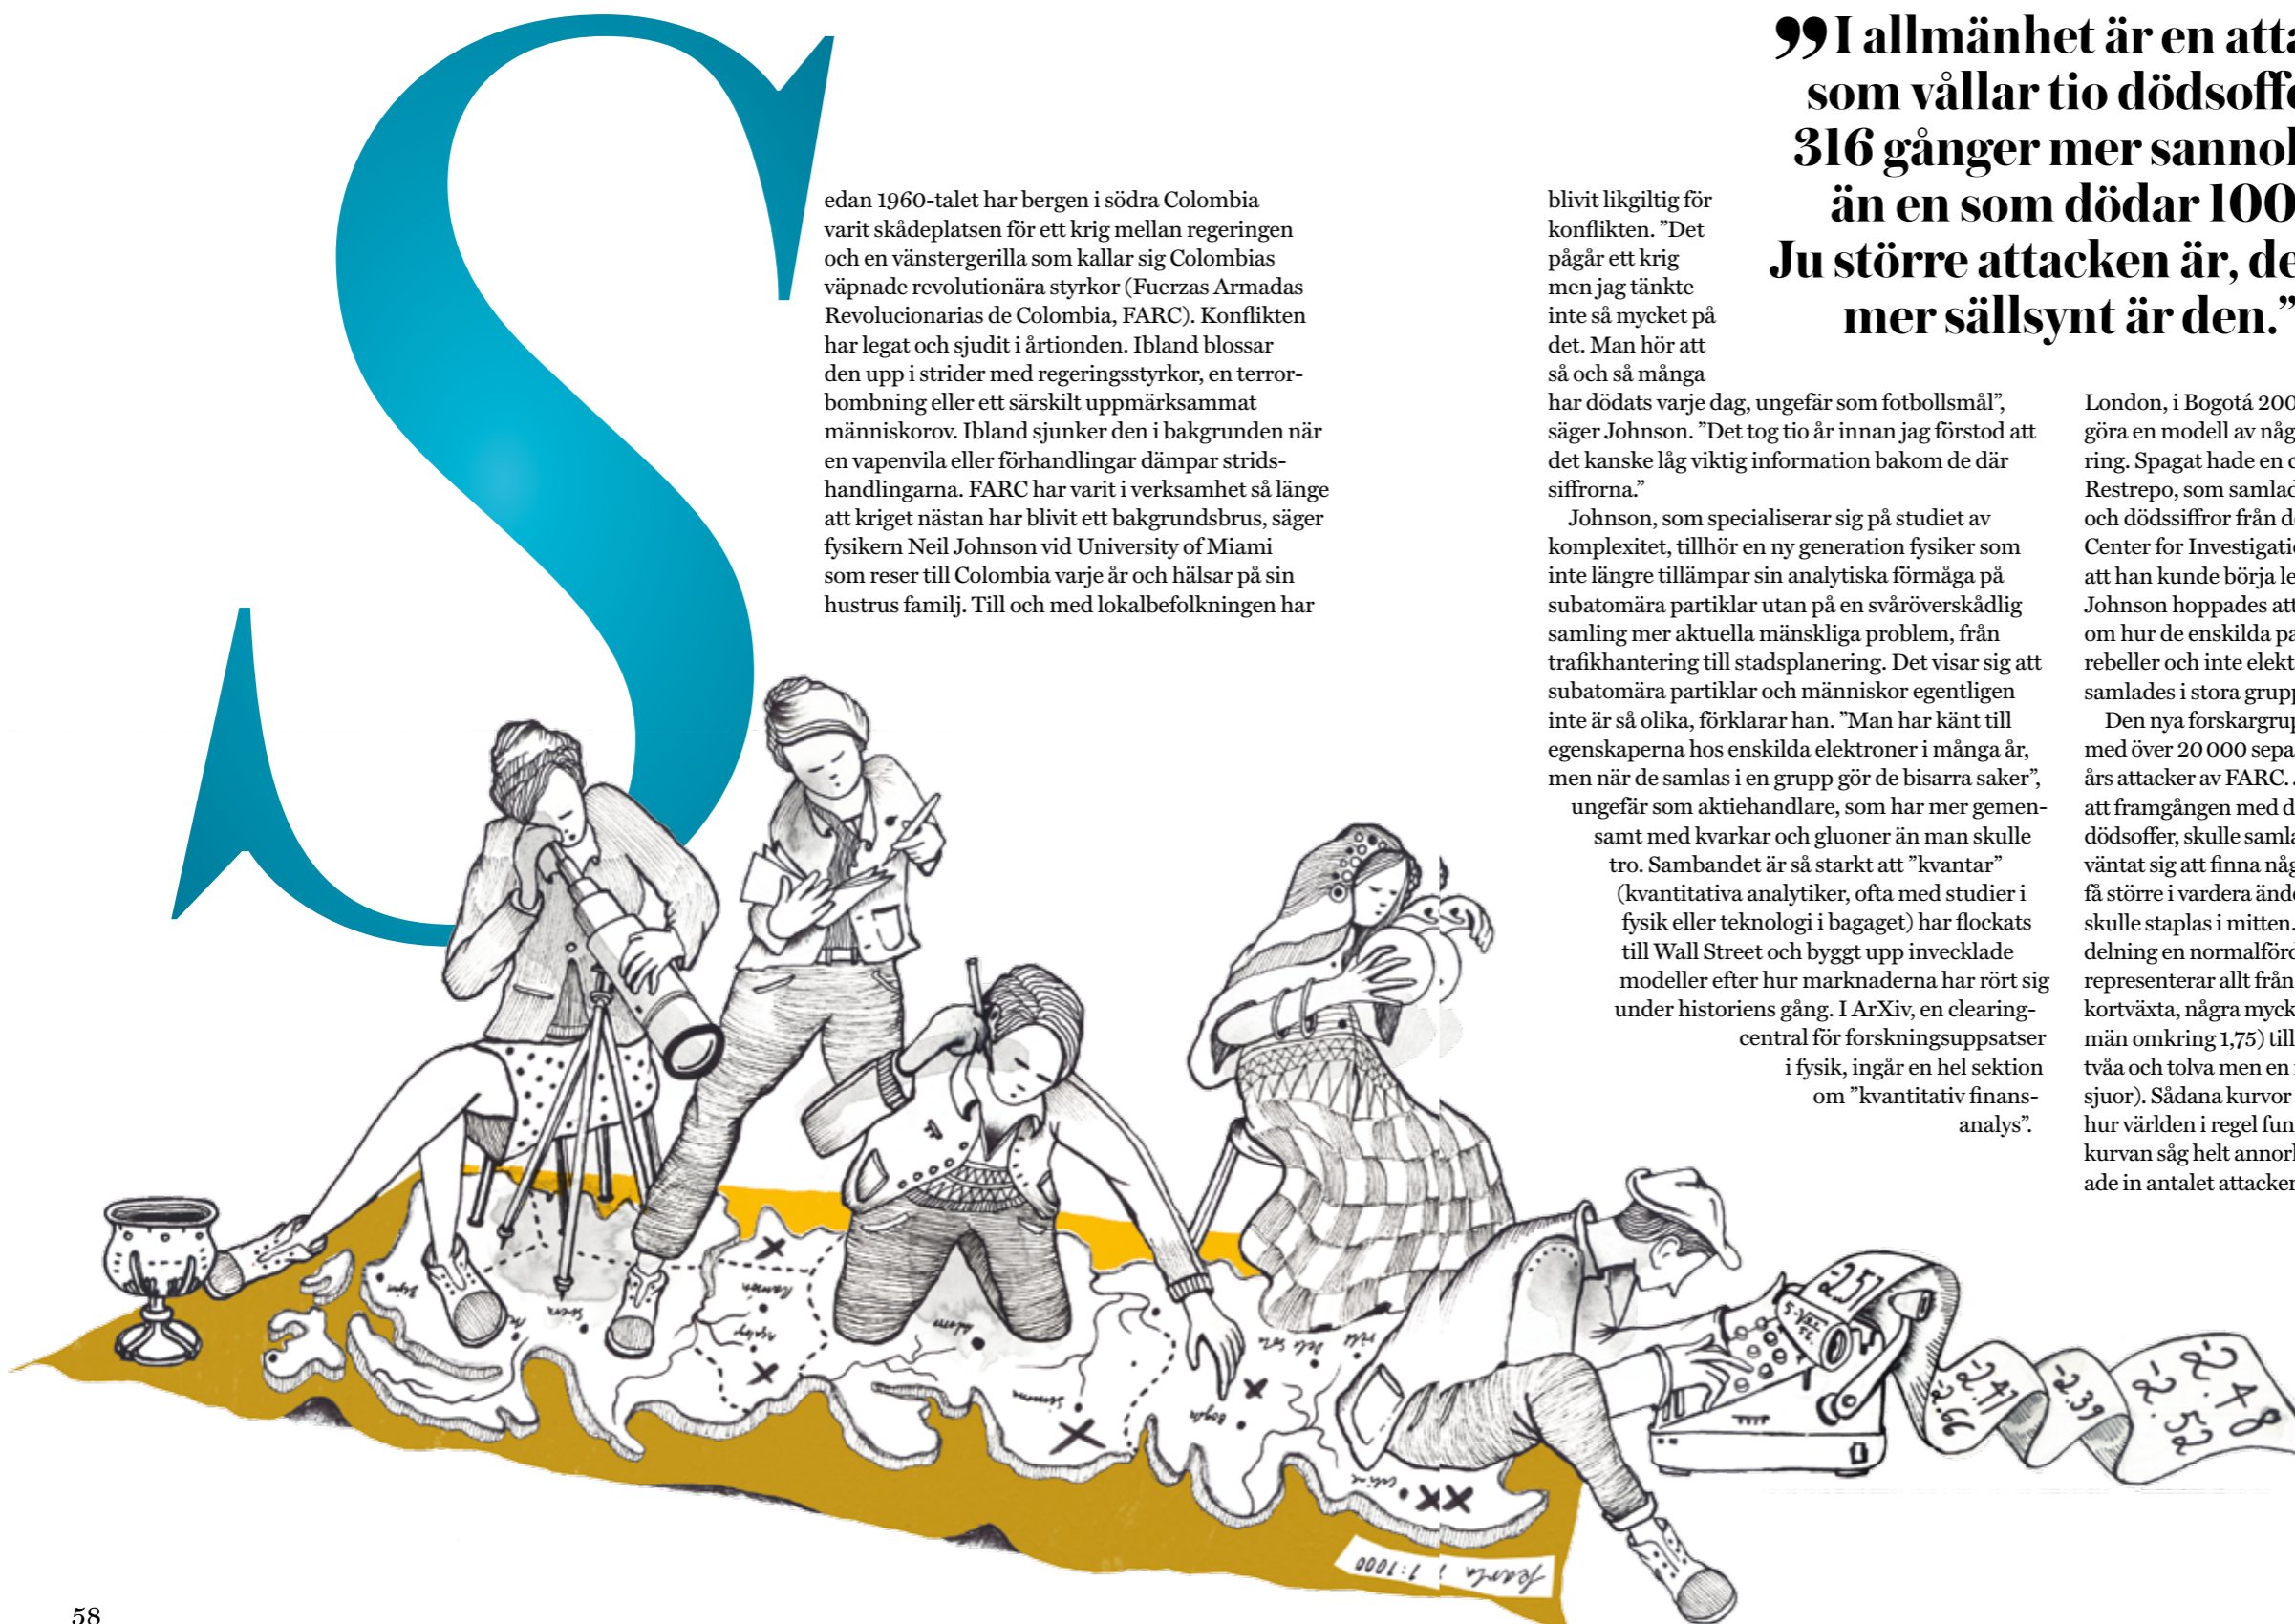 S
edan 1960-talet har bergen i södra Colombia
varit skådeplatsen för ett krig mellan regeringen
och en vänstergerilla som kallar sig Colombias
väpnade revolutionära styrkor (Fuerzas Armadas
Revolucionarias de Colombia, FARC). Konflikten
har legat och sjudit i årtionden. Ibland blossar
den upp i strider med regeringsstyrkor, en terror-
bombning eller ett särskilt uppmärksammat
människorov. Ibland sjunker den i bakgrunden när
en vapenvila eller förhandlingar dämpar strids-
handlingarna. FARC har varit i verksamhet så länge
att kriget nästan har blivit ett bakgrundsbrus, säger
fysikern Neil Johnson vid University of Miami
som reser till Colombia varje år och hälsar på sin
hustrus familj. Till och med lokalbefolkningen har
blivit likgiltig för
konflikten. ”Det
pågår ett krig
men jag tänkte
inte så mycket på
det. Man hör att
så och så många
har dödats varje dag, ungefär som fotbollsmål”,
säger Johnson. ”Det tog tio år innan jag förstod att
det kanske låg viktig information bakom de där
siffrorna.”
Johnson, som specialiserar sig på studiet av
komplexitet, tillhör en ny generation fysiker som
inte längre tillämpar sin analytiska förmåga på
subatomära partiklar utan på en svåröverskådlig
samling mer aktuella mänskliga problem, från
trafikhantering till stadsplanering. Det visar sig att
subatomära partiklar och människor egentligen
inte är så olika, förklarar han. ”Man har känt till
egenskaperna hos enskilda elektroner i många år,
men när de samlas i en grupp gör de bisarra saker”,
ungefär som aktiehandlare, som har mer gemen-
samt med kvarkar och gluoner än man skulle
tro. Sambandet är så starkt att ”kvantar”
(kvantitativa analytiker, ofta med studier i
fysik eller teknologi i bagaget) har flockats
till Wall Street och byggt upp invecklade
modeller efter hur marknaderna har rört sig
under historiens gång. I ArXiv, en clearing-
central för forskningsuppsatser
i fysik, ingår en hel sektion
om ”kvantitativ finans-
analys”.
”I allmänhet är en atta
som vållar tio dödsoffe
316 gånger mer sannol
än en som dödar 100
Ju större attacken är, de
mer sällsynt är den.”
London, i Bogotá 200
göra en modell av någ
ring. Spagat hade en c
Restrepo, som samlad
och dödssiffror från d
Center for Investigati
att han kunde börja le
Johnson hoppades att
om hur de enskilda pa
rebeller och inte elekt
samlades i stora grupp
Den nya forskargrup
med över 20 000 sepa
års attacker av FARC.
att framgången med d
dödsoffer, skulle samla
väntat sig att finna någ
få större i vardera ände
skulle staplas i mitten.
delning en normalförd
representerar allt från
kortväxta, några myck
män omkring 1,75) till
tvåa och tolva men en
sjuor). Sådana kurvor
hur världen i regel fun
kurvan såg helt annorl
ade in antalet attacker
-2.51
-2.47
-2.66
-2.39
-2.48
-2.52
karta 1:1000
58